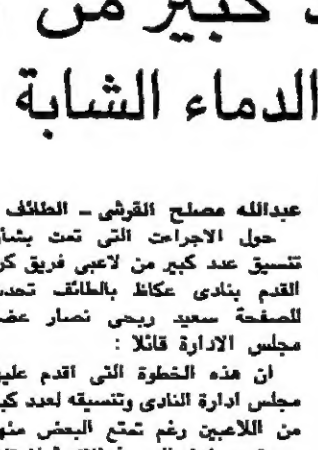 كبير من
الدماء الشابة
عبدالله مصلح القرشى ـ الطائف
حول الاجراءت التى تمت بشأن
تنسيق عدد كبير من لاعبى فريق كرة
القدم بنادى عكاظ بالطائف تحدث
للصفحة سعيد ربحى نصار عضو
مجلس الادارة قائلا :
ان هذه الخطوة التى اقدم عليها
مجلس ادارة النادى وتنسيقه لعدد كبير
من اللاعبين رغم تمتع البعض منهم